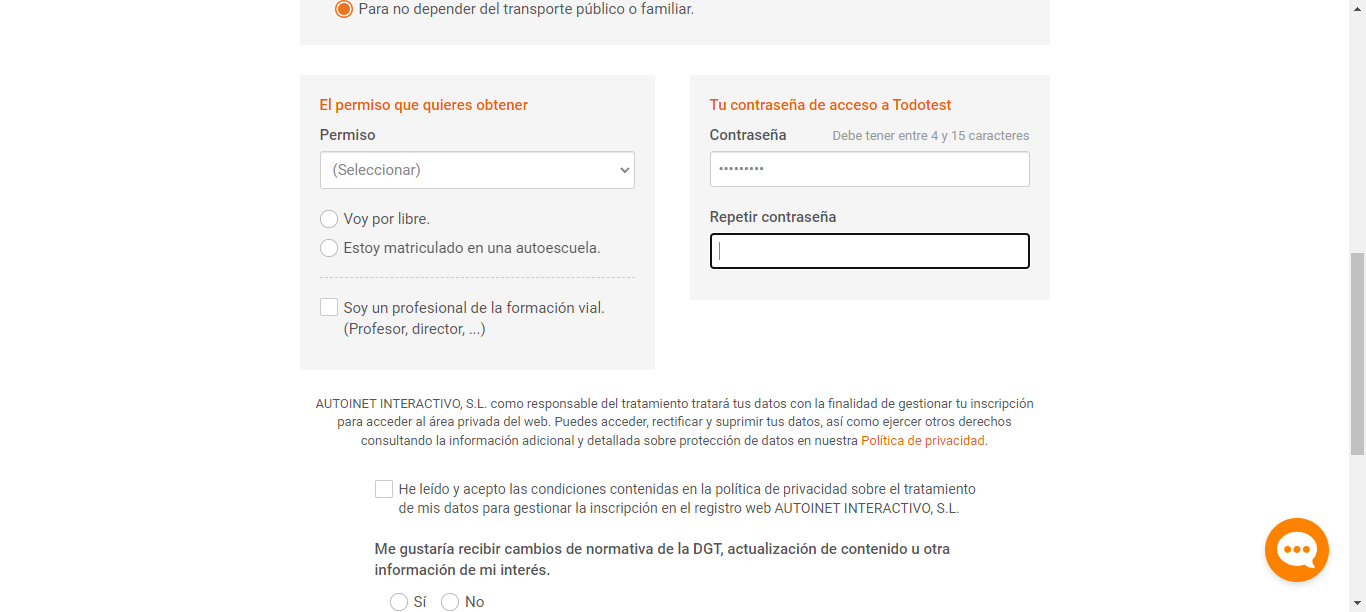 Para no depender del transporte público o familiar.
El permiso que quieres obtener
Permiso
(Seleccionar)
Voy por libre.
Estoy matriculado en una autoescuela.
Soy un profesional de la formación vial.
(Profesor, director, ...)
Tu contraseña de acceso a Todotest
Contraseña Debe tener entre 4 y 15 caracteres
•••••••••
Repetir contraseña
AUTOINET INTERACTIVO, S.L. como responsable del tratamiento tratará tus datos con la finalidad de gestionar tu inscripción
para acceder al área privada del web. Puedes acceder, rectificar y suprimir tus datos, así como ejercer otros derechos
consultando la información adicional y detallada sobre protección de datos en nuestra Política de privacidad.
He leído y acepto las condiciones contenidas en la política de privacidad sobre el tratamiento
de mis datos para gestionar la inscripción en el registro web AUTOINET INTERACTIVO, S.L.
Me gustaría recibir cambios de normativa de la DGT, actualización de contenido u otra
información de mi interés.
Sí No